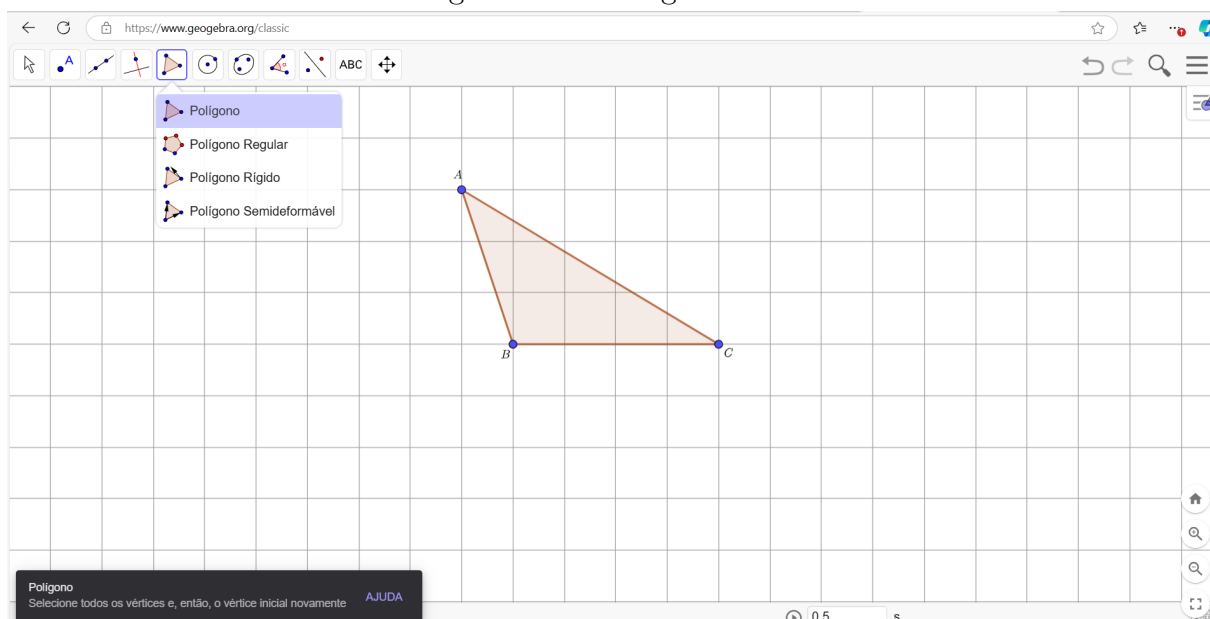 https://www.geogebra.org/classic
A
ABC
Polígono
Polígono Regular
Polígono Rígido
Polígono Semideformável
A
B
C
Polígono
Selecione todos os vértices e, então, o vértice inicial novamente
AJUDA
0.5 s